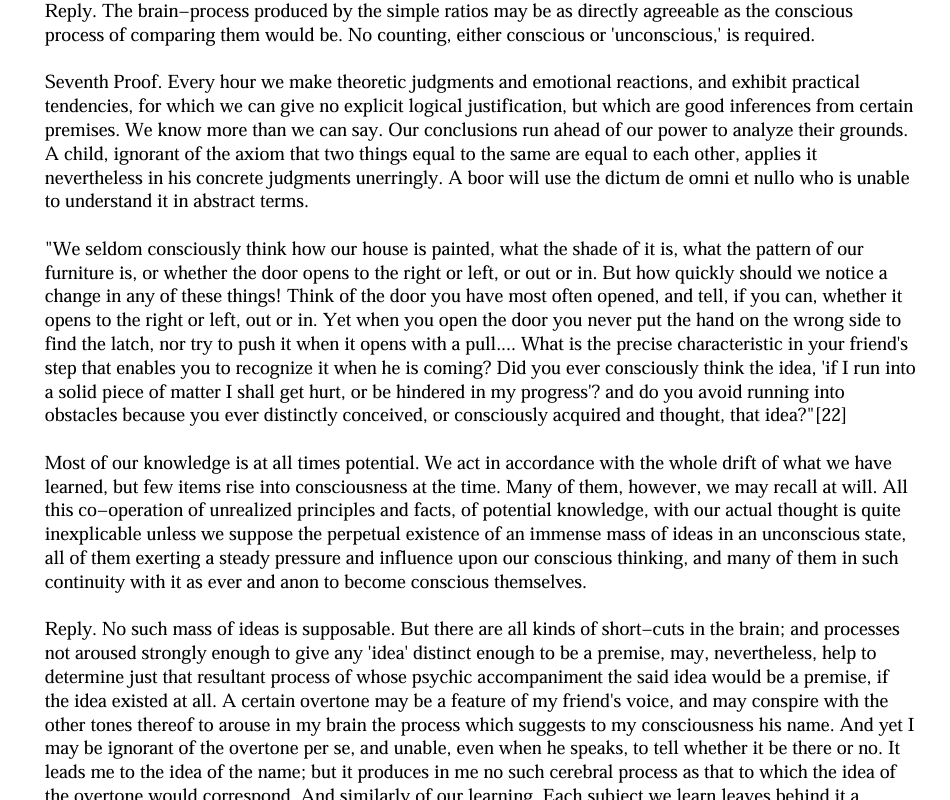 Reply. The brain−process produced by the simple ratios may be as directly agreeable as the conscious
process of comparing them would be. No counting, either conscious or 'unconscious,' is required.
Seventh Proof. Every hour we make theoretic judgments and emotional reactions, and exhibit practical
tendencies, for which we can give no explicit logical justification, but which are good inferences from certain
premises. We know more than we can say. Our conclusions run ahead of our power to analyze their grounds.
A child, ignorant of the axiom that two things equal to the same are equal to each other, applies it
nevertheless in his concrete judgments unerringly. A boor will use the dictum de omni et nullo who is unable
to understand it in abstract terms.
"We seldom consciously think how our house is painted, what the shade of it is, what the pattern of our
furniture is, or whether the door opens to the right or left, or out or in. But how quickly should we notice a
change in any of these things! Think of the door you have most often opened, and tell, if you can, whether it
opens to the right or left, out or in. Yet when you open the door you never put the hand on the wrong side to
find the latch, nor try to push it when it opens with a pull.... What is the precise characteristic in your friend's
step that enables you to recognize it when he is coming? Did you ever consciously think the idea, 'if I run into
a solid piece of matter I shall get hurt, or be hindered in my progress'? and do you avoid running into
obstacles because you ever distinctly conceived, or consciously acquired and thought, that idea?"[22]
Most of our knowledge is at all times potential. We act in accordance with the whole drift of what we have
learned, but few items rise into consciousness at the time. Many of them, however, we may recall at will. All
this co−operation of unrealized principles and facts, of potential knowledge, with our actual thought is quite
inexplicable unless we suppose the perpetual existence of an immense mass of ideas in an unconscious state,
all of them exerting a steady pressure and influence upon our conscious thinking, and many of them in such
continuity with it as ever and anon to become conscious themselves.
Reply. No such mass of ideas is supposable. But there are all kinds of short−cuts in the brain; and processes
not aroused strongly enough to give any 'idea' distinct enough to be a premise, may, nevertheless, help to
determine just that resultant process of whose psychic accompaniment the said idea would be a premise, if
the idea existed at all. A certain overtone may be a feature of my friend's voice, and may conspire with the
other tones thereof to arouse in my brain the process which suggests to my consciousness his name. And yet I
may be ignorant of the overtone per se, and unable, even when he speaks, to tell whether it be there or no. It
leads me to the idea of the name; but it produces in me no such cerebral process as that to which the idea of
the overtone would correspond. And similarly of our learning. Each subject we learn leaves behind it a